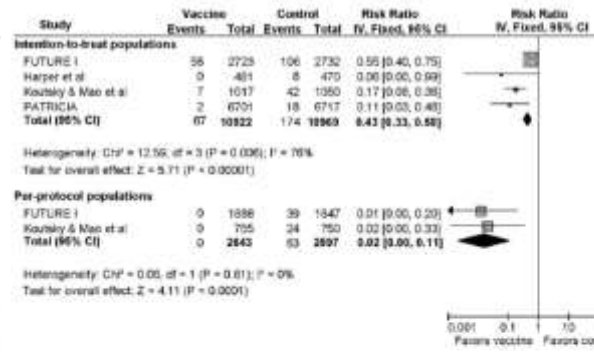 Vaccine Control Risk Ratio Risk Ratio
Study Events Total Events Total IV, Fixed, 95% CI IV, Fixed, 95% CI
Intention-to-treat populations
FUTURE I 58 2723 106 2732 0.55 [0.40, 0.75]
Harper et al 0 481 8 470 0.06 [0.00, 0.99]
Koutsky & Mao et al 7 1017 42 1050 0.17 [0.08, 0.38]
PATRICIA 2 6701 18 6717 0.11 [0.03, 0.48]
Total (95% CI) 67 10922 174 10969 0.43 [0.33, 0.58]
Heterogeneity: Chi² = 12.59, df = 3 (P = 0.006); I² = 76%
Test for overall effect: Z = 5.71 (P < 0.00001)
Per-protocol populations
FUTURE I 0 39 1847 0.01 [0.00, 0.20]
Koutsky & Mao et al 0 755 24 750 0.02 [0.00, 0.33]
Total (95% CI) 0 2643 63 2597 0.02 [0.00, 0.11]
Heterogeneity: Chi² = 0.06, df = 1 (P = 0.81); I² = 0%
Test for overall effect: Z = 4.11 (P < 0.0001)
0.001 0.1 1 10
Favors vaccine Favors co